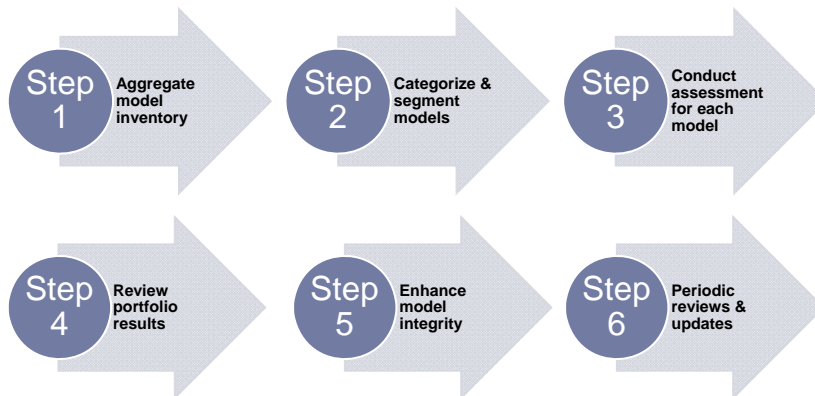 Step
1
Aggregate
model
inventory
Step
2
Categorize &
segment
models
Step
3
Conduct
assessment
for each
model
Step
4
Review
portfolio
results
Step
5
Enhance
model
integrity
Step
6
Periodic
reviews &
updates